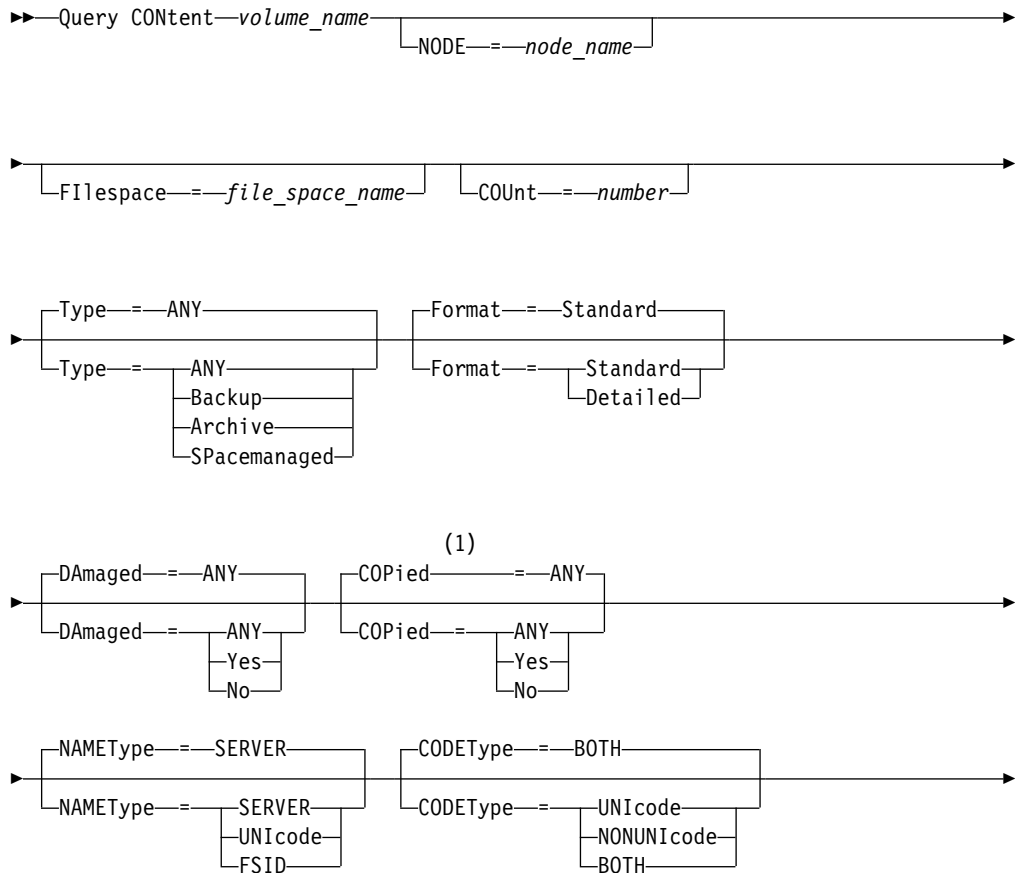 Query CONtent volume_name
NODE = node_name
FIlespace = file_space_name
COUnt = number
Type = ANY
Type = ANY
Backup
Archive
SPacemanaged
Format = Standard
Format = Standard
Detailed
DAmaged = ANY
DAmaged = ANY
Yes
No
(1)
COPied = ANY
COPied = ANY
Yes
No
NAMEType = SERVER
NAMEType = SERVER
UNIcode
FSID
CODEType = BOTH
CODEType = UNIcode
NONUNIcode
BOTH